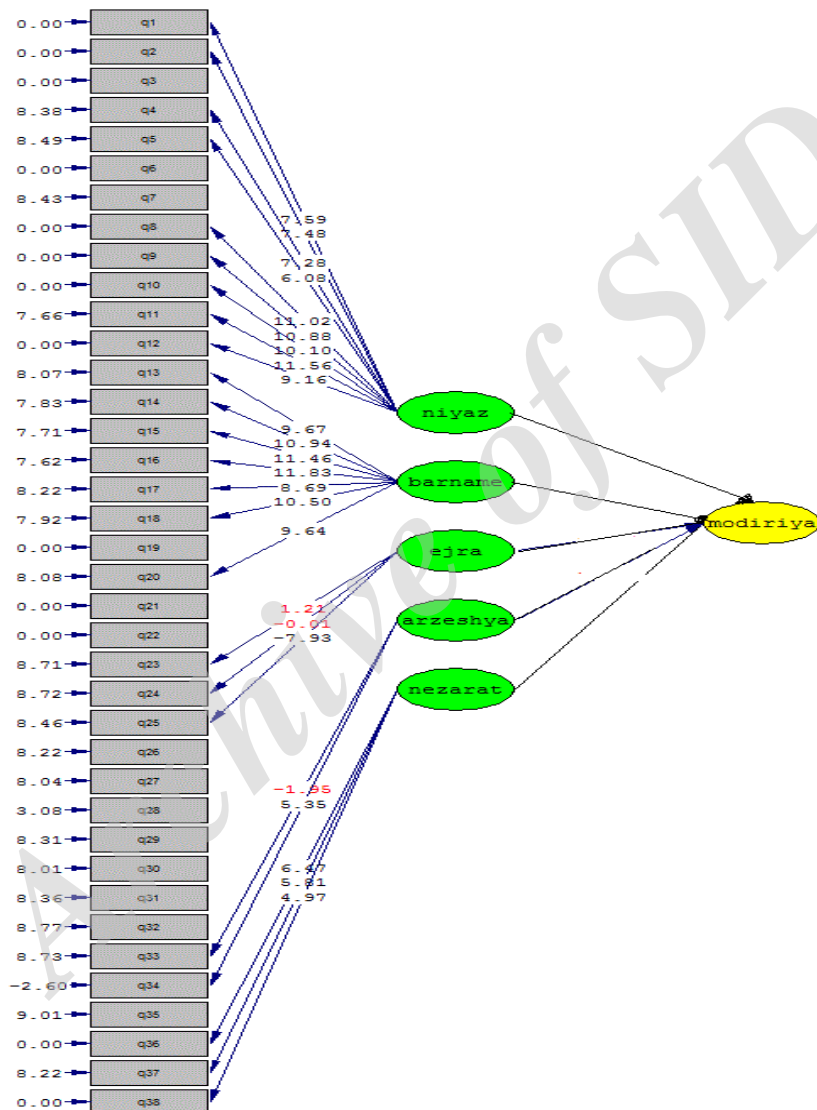 0.00 q1
0.00 q2
0.00 q3
8.38 q4
8.49 q5
0.00 q6
8.43 q7
0.00 q8
0.00 q9
0.00 q10
7.66 q11
0.00 q12
8.07 q13
7.83 q14
7.71 q15
7.62 q16
8.22 q17
7.92 q18
0.00 q19
8.08 q20
0.00 q21
0.00 q22
8.71 q23
8.72 q24
8.46 q25
8.22 q26
8.04 q27
3.08 q28
8.31 q29
8.01 q30
8.36 q31
8.77 q32
8.73 q33
-2.60 q34
9.01 q35
0.00 q36
8.22 q37
0.00 q38
7.59
7.48
7.28
6.08
11.02
10.88
10.10
11.56
9.16
9.67
10.94
11.46
11.83
8.69
10.50
9.64
1.21
-0.01
-7.93
-1.95
5.35
6.47
5.81
4.97
niyaz
barname
ejra
arzeshya
nezarat
modiriya
Archive of SID